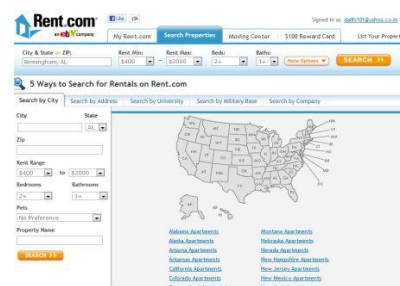 Rent.com
an ebY company
Like 15k
Signed in as
My Rent.com Search Properties Moving Center $100 Reward Card List Your Propert
City & State or ZIP: Rent Min: Rent Max: Beds: Baths:
Birmingham, AL $400 $2000 2+ 1+ More Options SEARCH >>
5 Ways to Search for Rentals on Rent.com
Search by City Search by Address Search by University Search by Military Base Search by Company
City State
AL
Zip
Rent Range
$400 to $2000
Bedrooms Bathrooms
2+ 1+
Pets
No Preference
Property Name
SEARCH >>
Alabama Apartments Montana Apartments
Alaska Apartments Nebraska Apartments
Arizona Apartments Nevada Apartments
Arkansas Apartments New Hampshire Apartments
California Apartments New Jersey Apartments
Colorado Apartments New Mexico Apartments